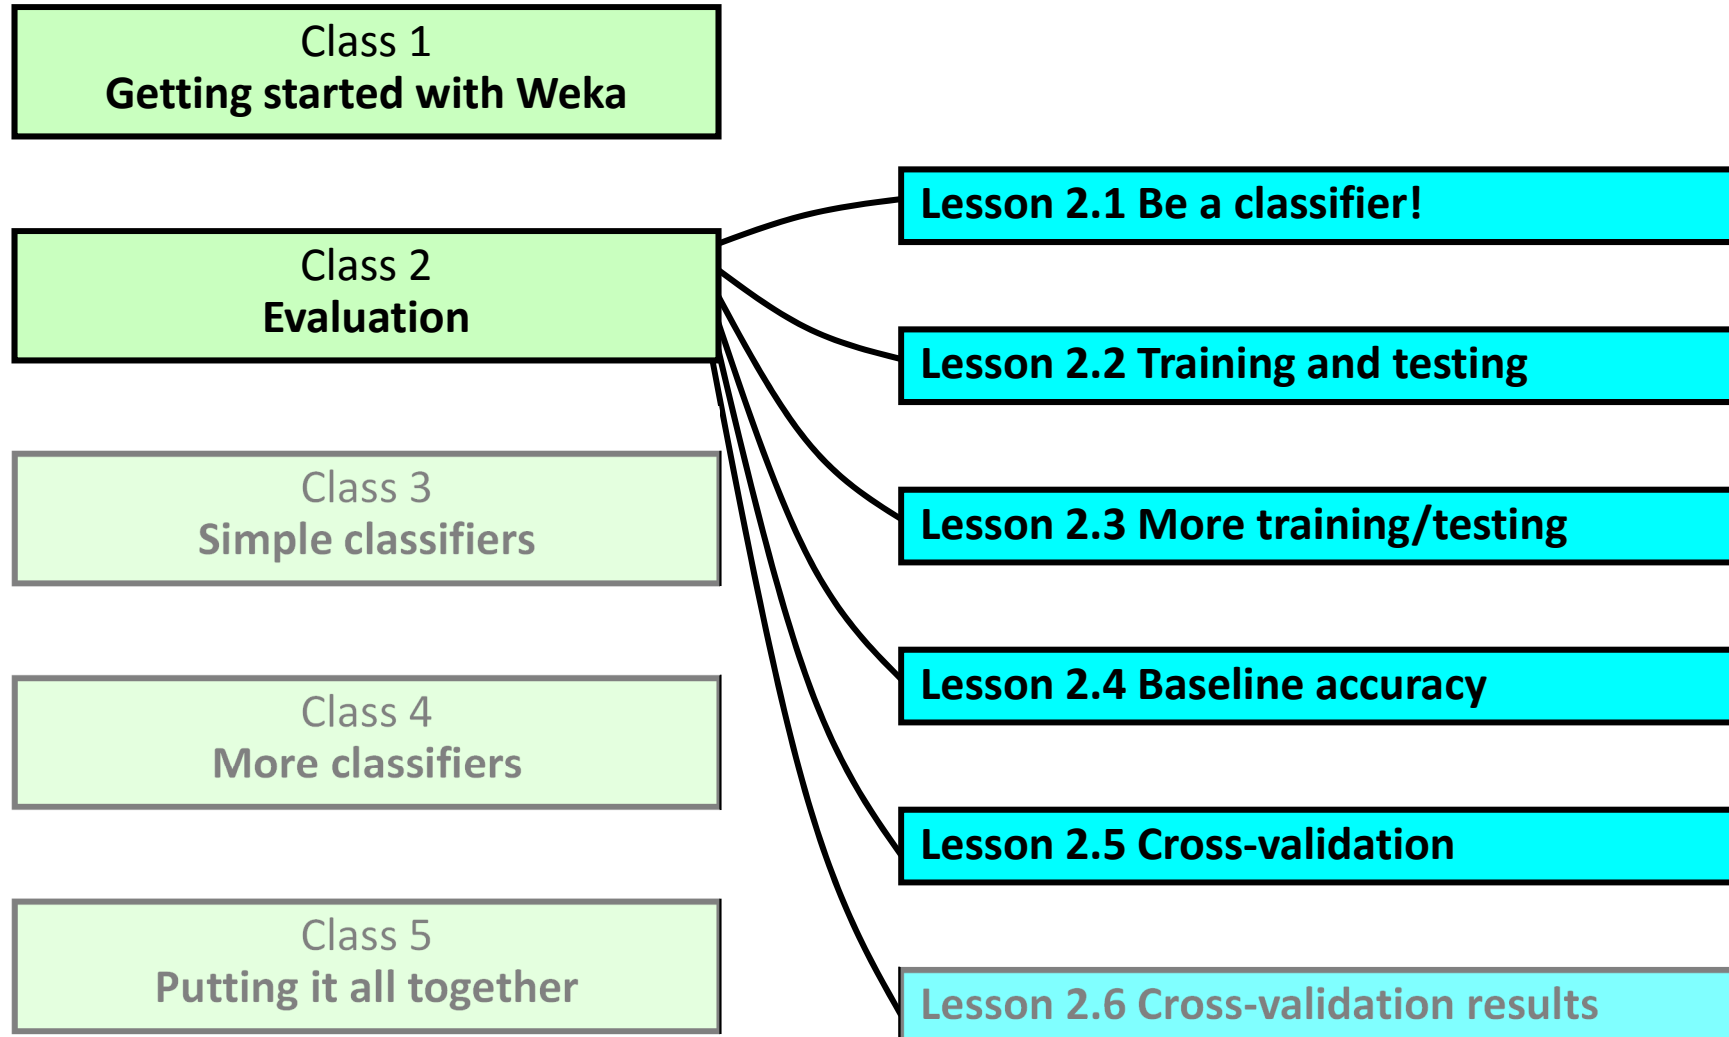 Class 1
Getting started with Weka
Class 2
Evaluation
Class 3
Simple classifiers
Class 4
More classifiers
Class 5
Putting it all together
Lesson 2.1 Be a classifier!
Lesson 2.2 Training and testing
Lesson 2.3 More training/testing
Lesson 2.4 Baseline accuracy
Lesson 2.5 Cross-validation
Lesson 2.6 Cross-validation results